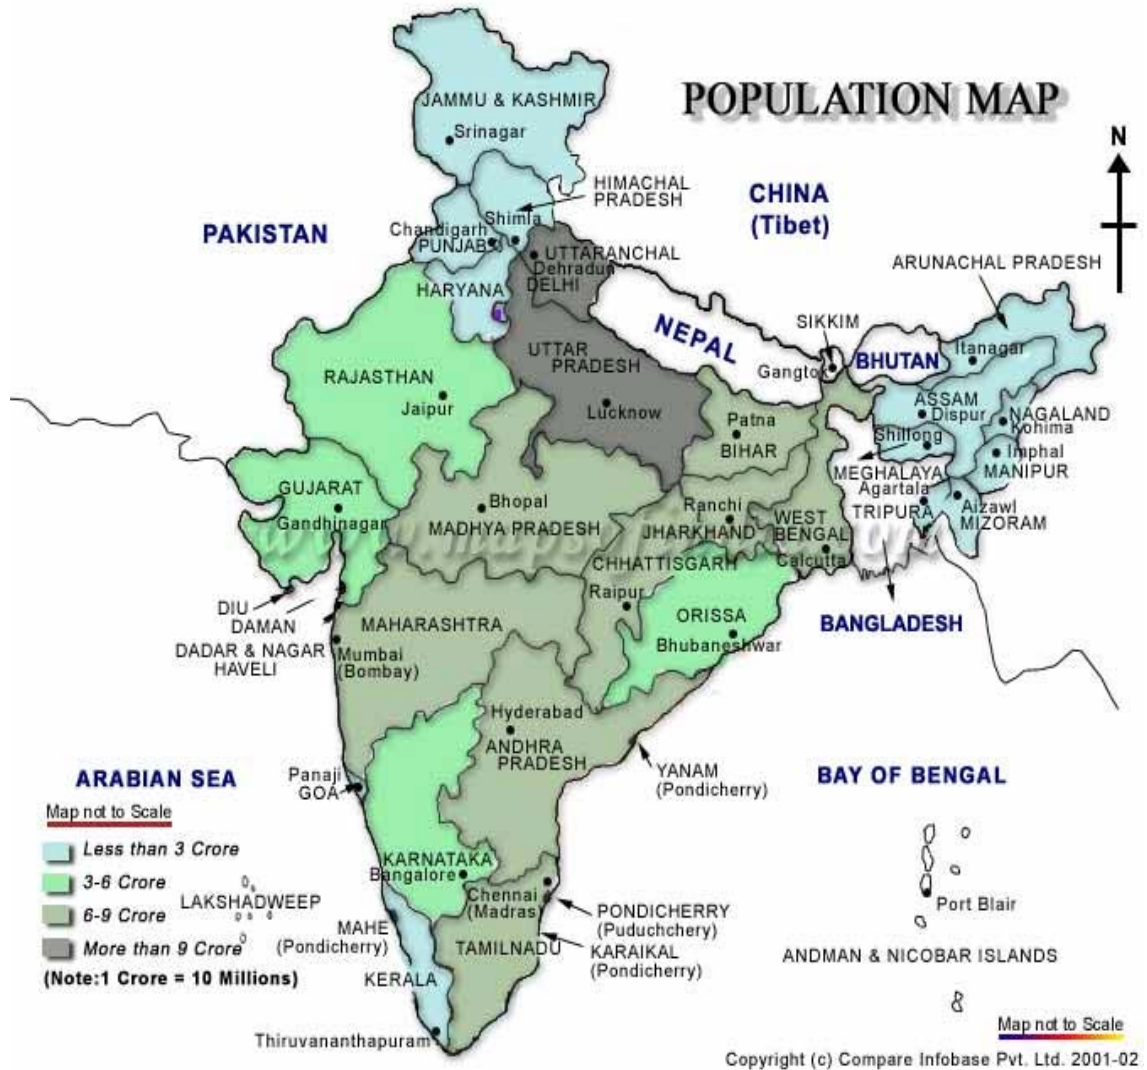 POPULATION MAP
N
JAMMU & KASHMIR
Srinagar
HIMACHAL
PRADESH
CHINA
(Tibet)
PAKISTAN
Shimla
Chandigarh
PUNJAB
UTTARANCHAL
Dehradun
DELHI
ARUNACHAL PRADESH
HARYANA
NEPAL
SIKKIM
Gangtok
BHUTAN
Itanagar
UTTAR
PRADESH
Lucknow
RAJASTHAN
Jaipur
ASSAM
Dispur
NAGALAND
Kohima
Patna
BIHAR
Shillong
Imphal
MANIPUR
MEGHALAYA
Agartala
TRIPURA
Aizawl
MIZORAM
GUJARAT
Gandhinagar
Bhopal
MADHYA PRADESH
Ranchi
JHARKHAND
WEST
BENGAL
Calcutta
CHHATTISGARH
Raipur
ORISSA
Bhubaneshwar
BANGLADESH
DIU
DAMAN
DADAR & NAGAR
HAVELI
MAHARASHTRA
Mumbai
(Bombay)
Hyderabad
ANDHRA
PRADESH
YANAM
(Pondicherry)
ARABIAN SEA
BAY OF BENGAL
Panaji
GOA
Map not to Scale
Less than 3 Crore
3-6 Crore
6-9 Crore
More than 9 Crore
(Note:1 Crore = 10 Millions)
LAKSHADWEEP
KARNATAKA
Bangalore
Chennai
(Madras)
MAHE
(Pondicherry)
PONDICHERRY
(Puduchchery)
TAMILNADU
KARAIKAL
(Pondicherry)
KERALA
Thiruvananthapuram
Port Blair
ANDMAN & NICOBAR ISLANDS
Map not to Scale
Copyright (c) Compare Infobase Pvt. Ltd. 2001-02